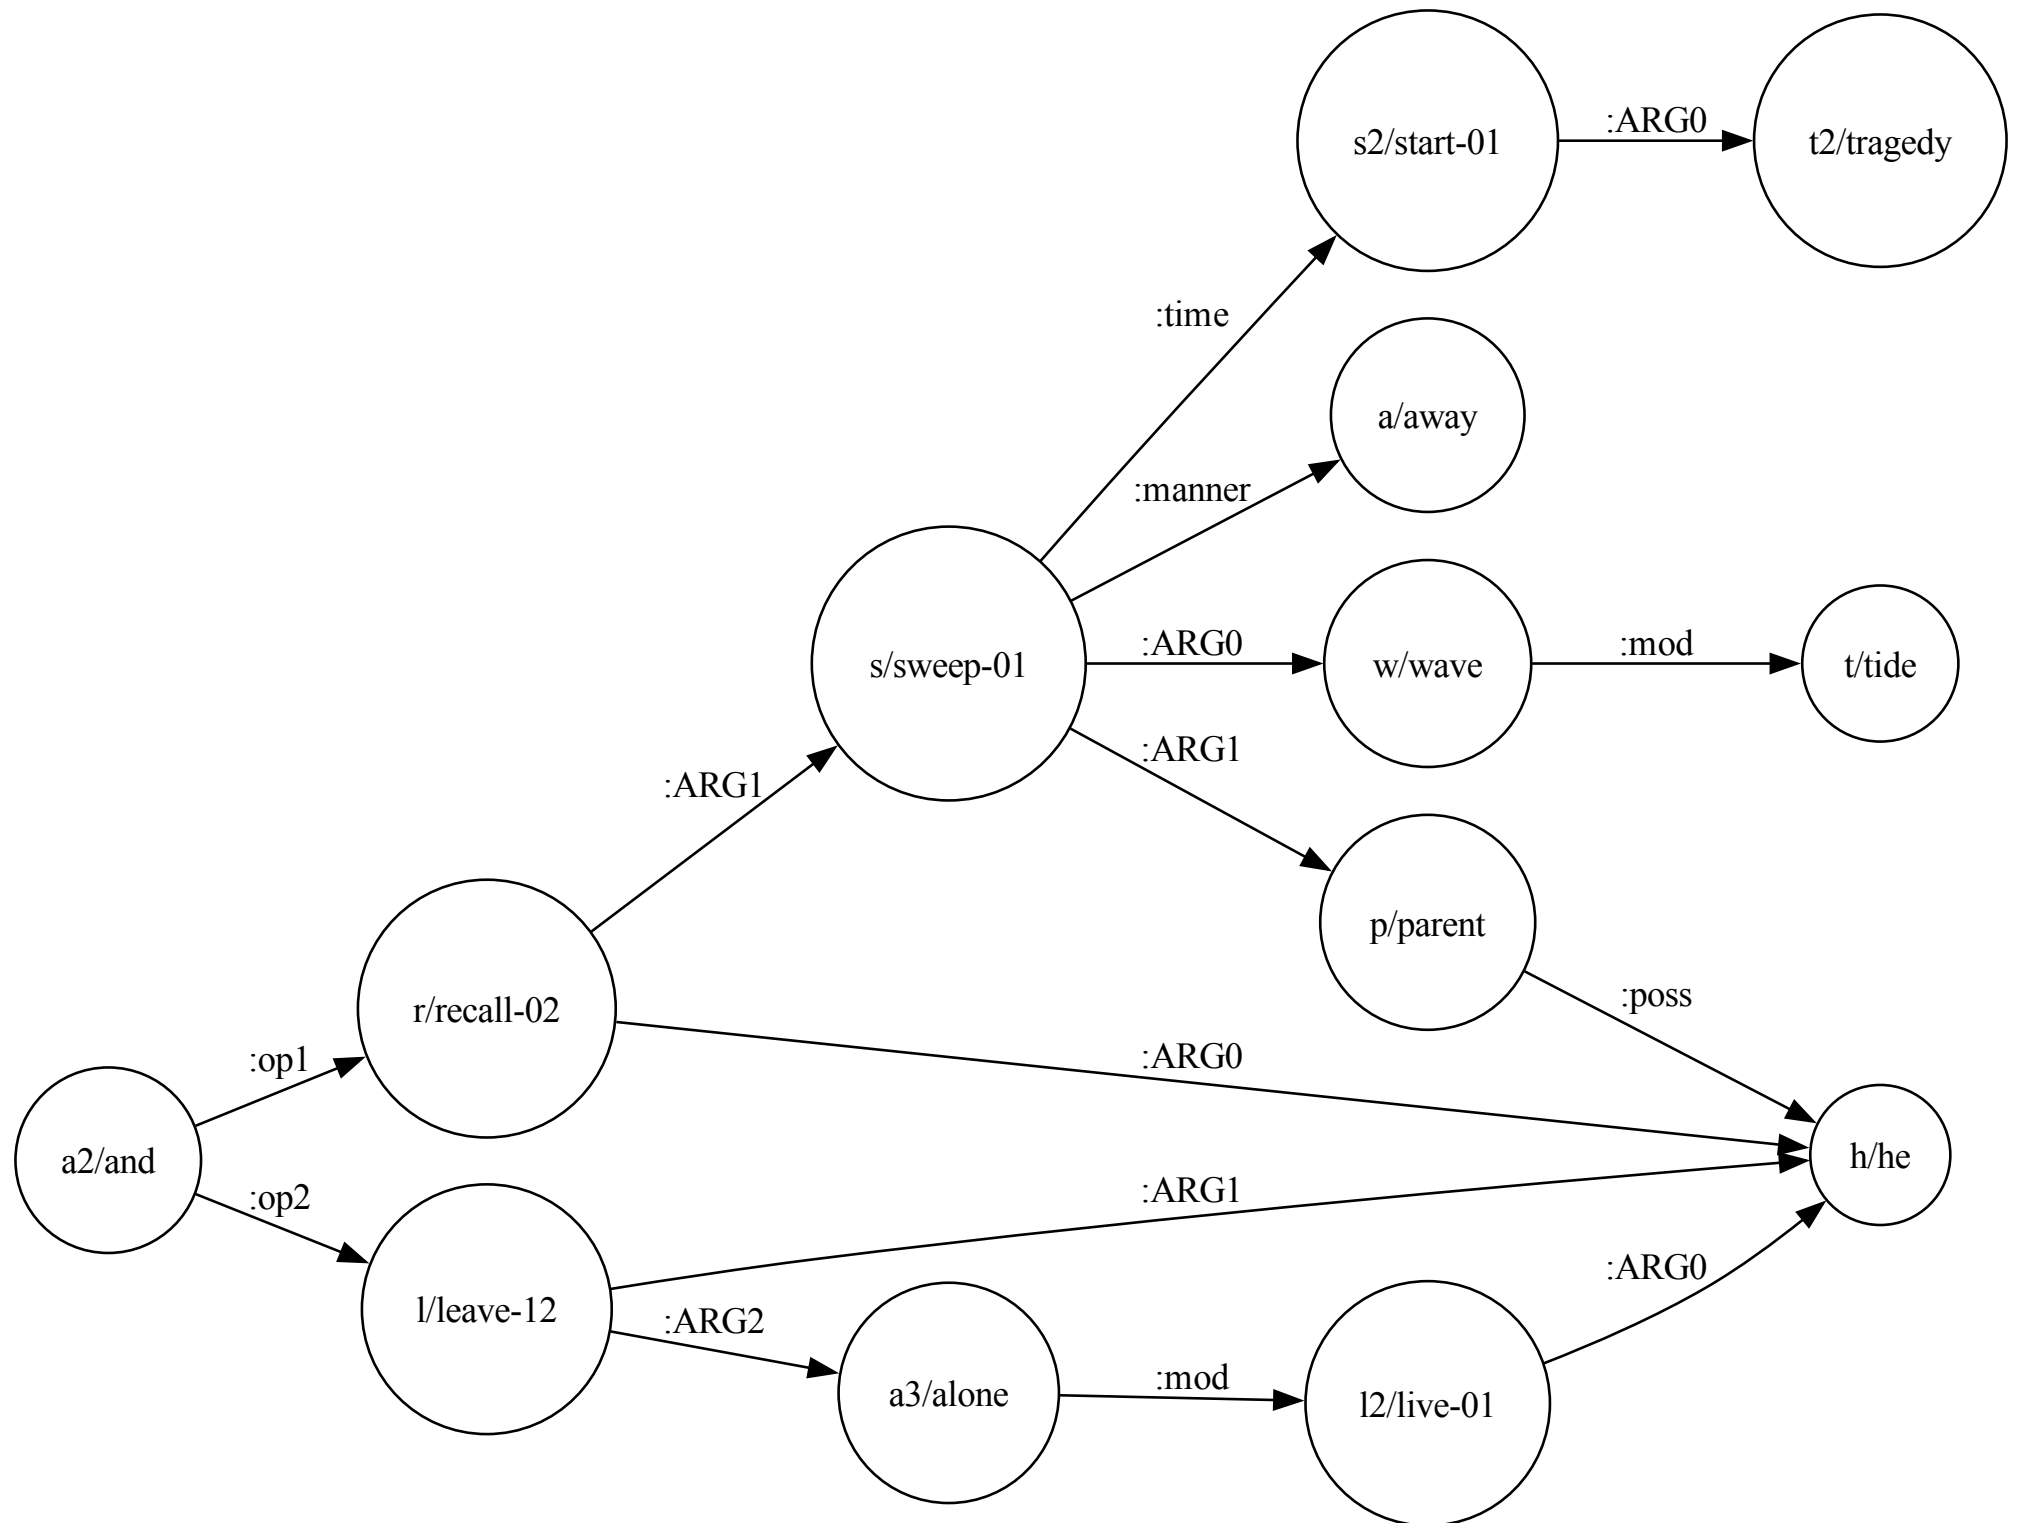 s2/start-01
:ARG0
t2/tragedy
:time
a/away
:manner
s/sweep-01
:ARG0
w/wave
:mod
t/tide
:ARG1
:ARG1
p/parent
:poss
r/recall-02
:ARG0
:op1
a2/and
h/he
:op2
:ARG1
l/leave-12
:ARG0
:ARG2
a3/alone
:mod
l2/live-01